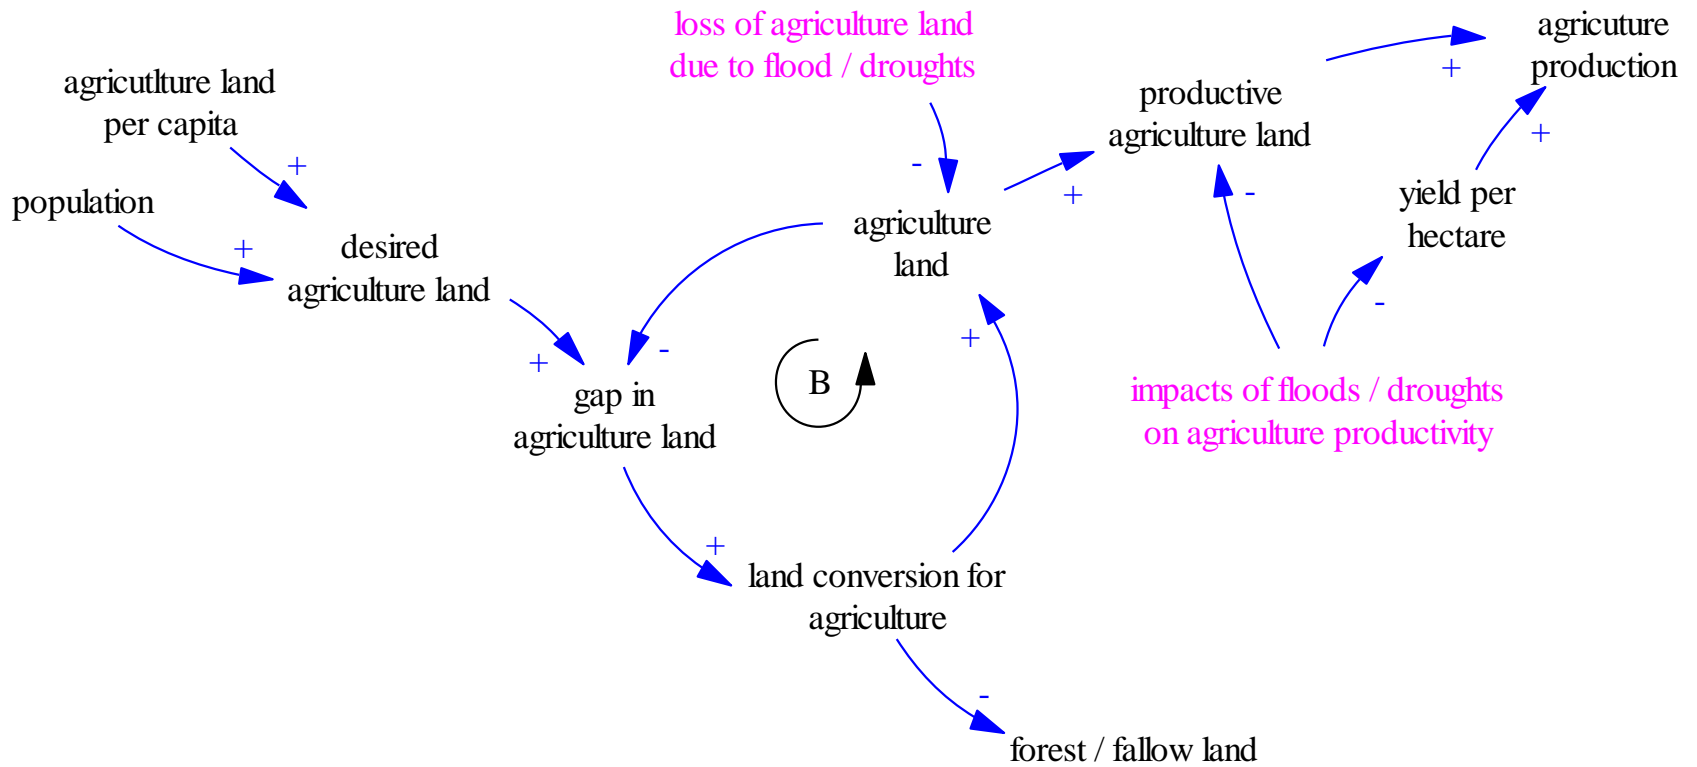 loss of agriculture land
due to flood / droughts
agricuture
production
+
agricutlture land
per capita
+
productive
agriculture land
+
-
+
population
+
desired
agriculture land
agriculture
land
-
yield per
hectare
-
+
-
+
B
gap in
agriculture land
impacts of floods / droughts
on agriculture productivity
+
land conversion for
agriculture
-
forest / fallow land